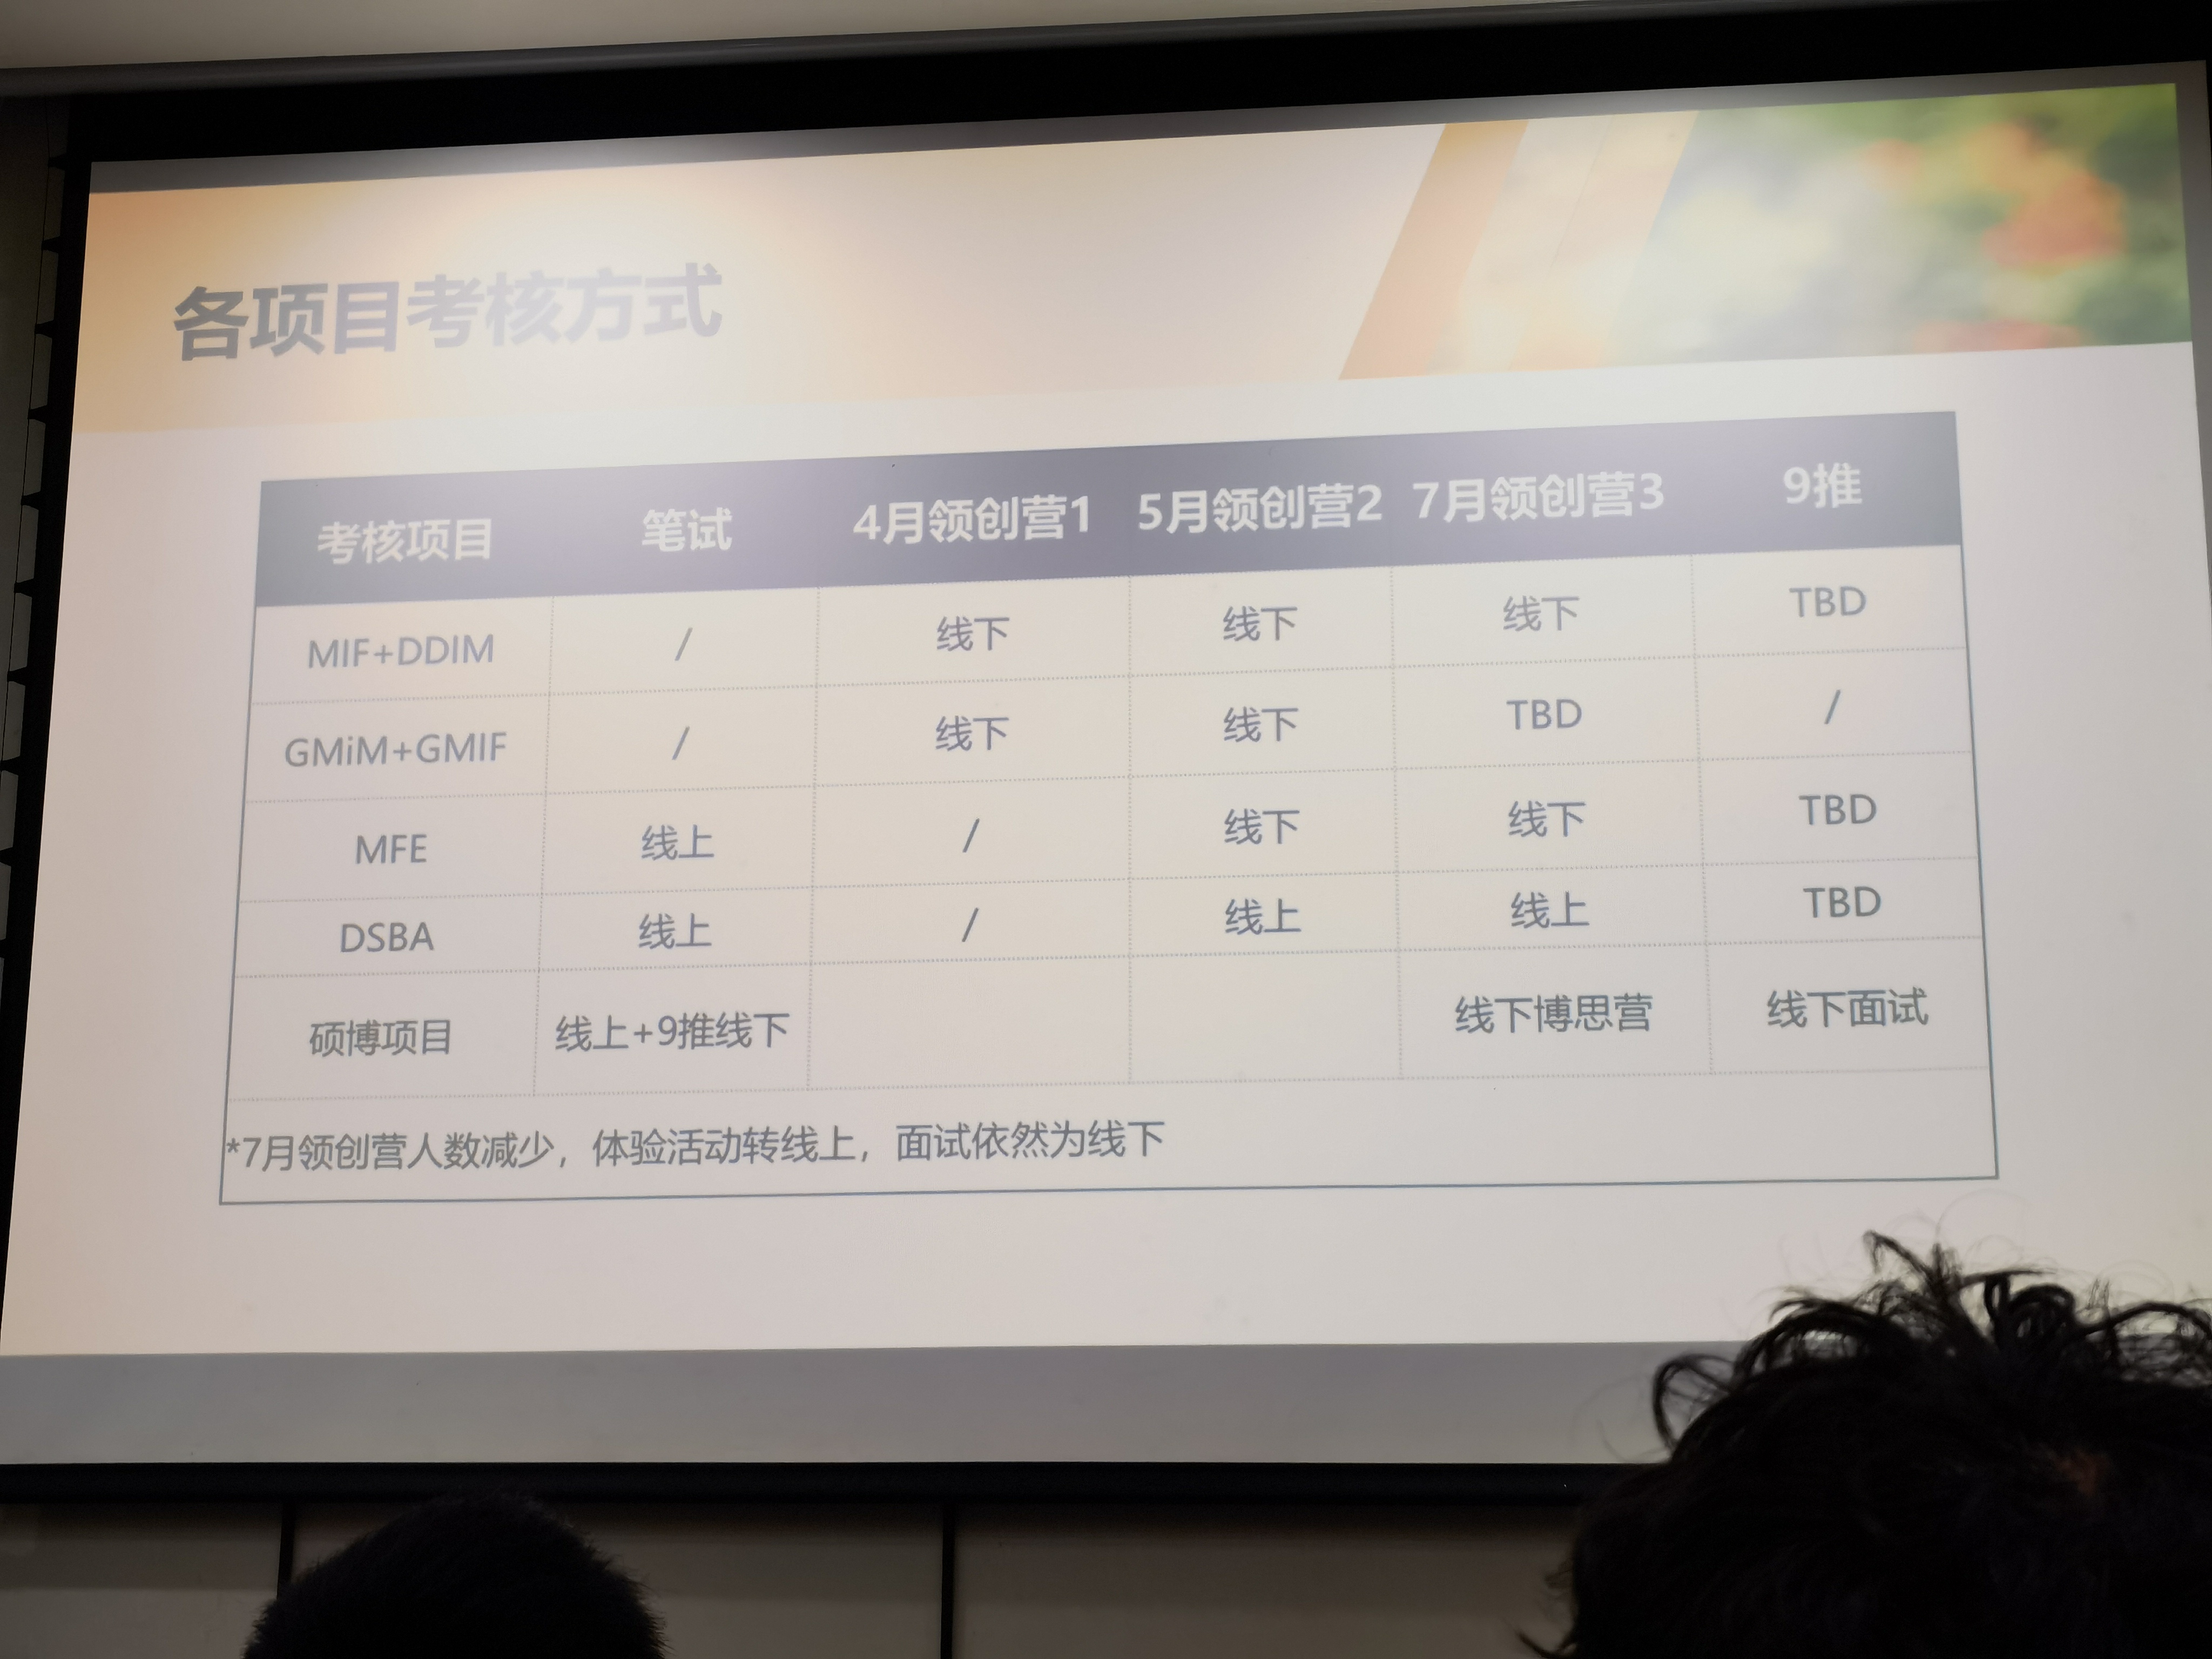 各项目考核方式
考核项目 笔试 4月领创营1 5月领创营2 7月领创营3 9推
MIF+DDIM / 线下 线下 线下 TBD
GMiM+GMIF / 线下 线下 TBD /
MFE 线上 / 线下 线下 TBD
DSBA 线上 / 线上 线上 TBD
硕博项目 线上+9推线下 线下博思营 线下面试
*7月领创营人数减少，体验活动转线上，面试依然为线下